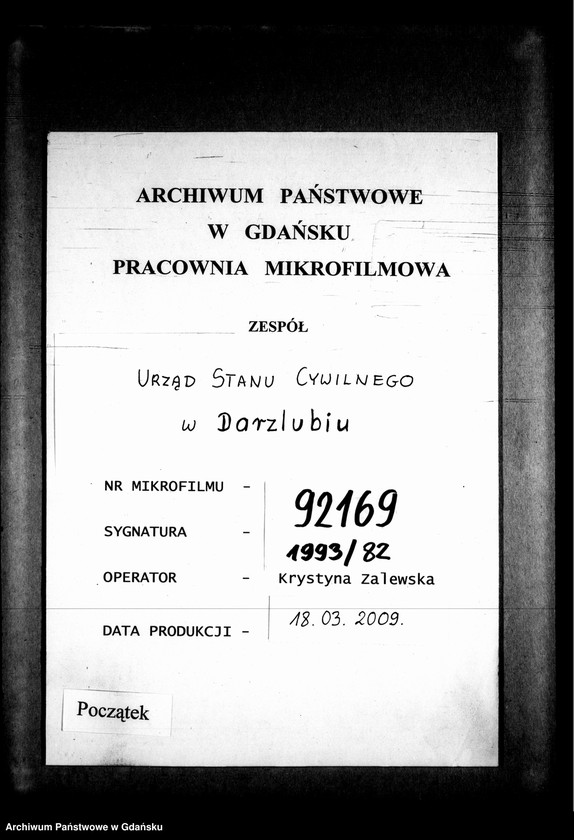 ARCHIWUM PAŃSTWOWE
W GDAŃSKU
PRACOWNIA MIKROFILMOWA
ZESPÓŁ
URZĄD STANU CYWILNEGO
w Darzlubiu
NR MIKROFILMU - 92169
SYGNATURA - 1993/82
OPERATOR - Krystyna Zalewska
DATA PRODUKCJI - 18.03.2009.
Początek
Archiwum Państwowe w Gdańsku